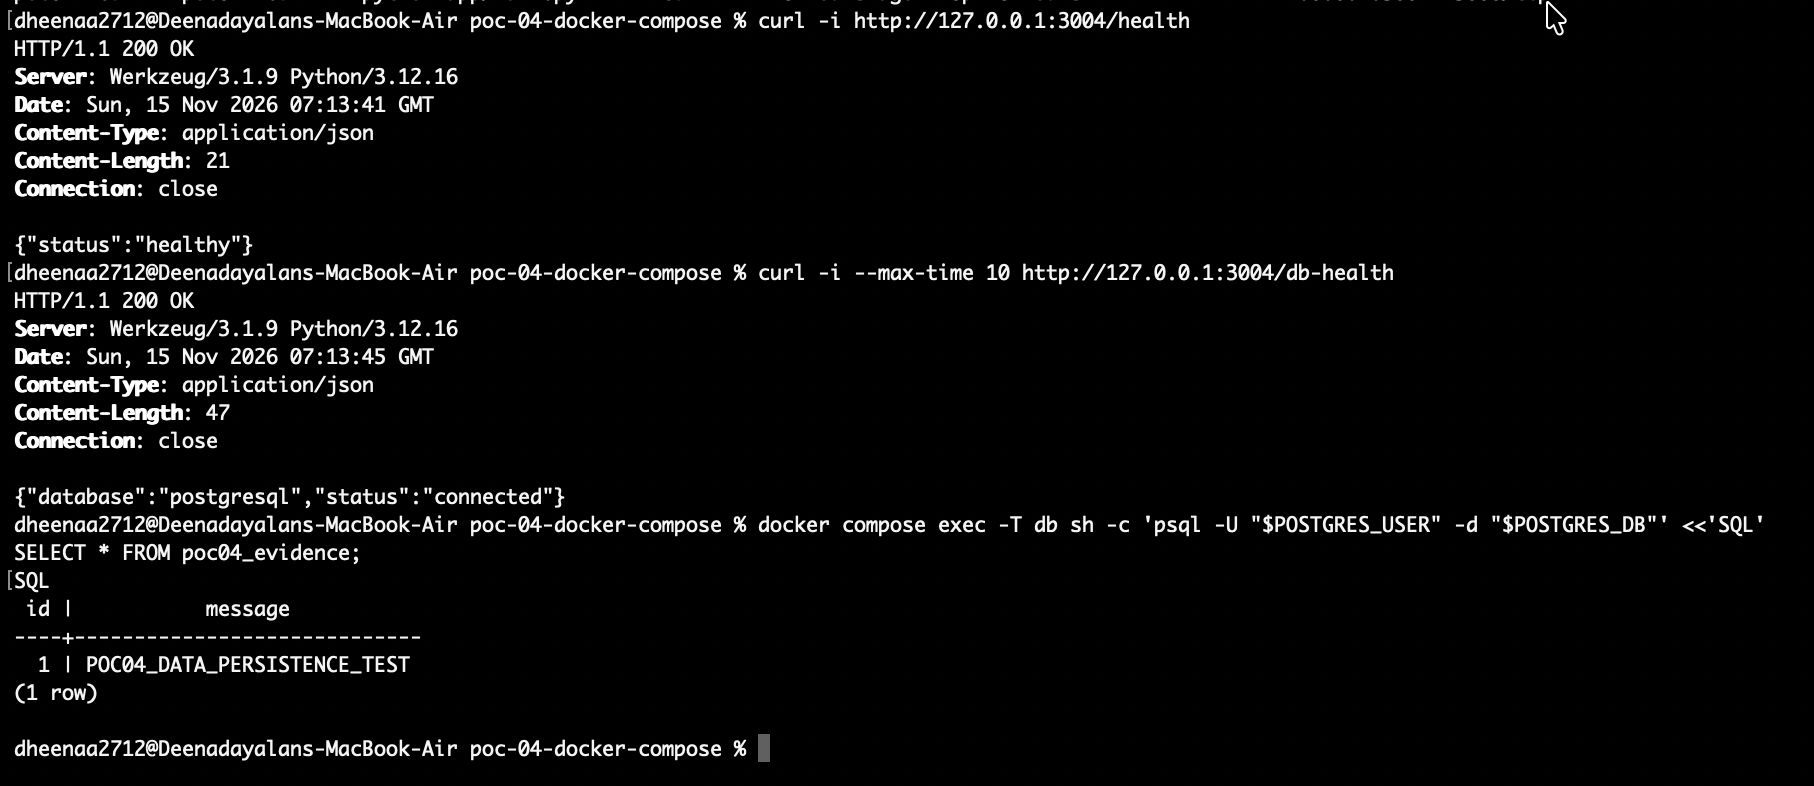 [dheenaa2712@Deenadayalans-MacBook-Air poc-04-docker-compose % curl -i http://127.0.0.1:3004/health
HTTP/1.1 200 OK
Server: Werkzeug/3.1.9 Python/3.12.16
Date: Sun, 15 Nov 2026 07:13:41 GMT
Content-Type: application/json
Content-Length: 21
Connection: close
{"status":"healthy"}
[dheenaa2712@Deenadayalans-MacBook-Air poc-04-docker-compose % curl -i --max-time 10 http://127.0.0.1:3004/db-health
HTTP/1.1 200 OK
Server: Werkzeug/3.1.9 Python/3.12.16
Date: Sun, 15 Nov 2026 07:13:45 GMT
Content-Type: application/json
Content-Length: 47
Connection: close
{"database":"postgresql","status":"connected"}
dheenaa2712@Deenadayalans-MacBook-Air poc-04-docker-compose % docker compose exec -T db sh -c 'psql -U "$POSTGRES_USER" -d "$POSTGRES_DB"' <<'SQL'
SELECT * FROM poc04_evidence;
[SQL
 id |           message
----+-----------------------------
  1 | POC04_DATA_PERSISTENCE_TEST
(1 row)
dheenaa2712@Deenadayalans-MacBook-Air poc-04-docker-compose %